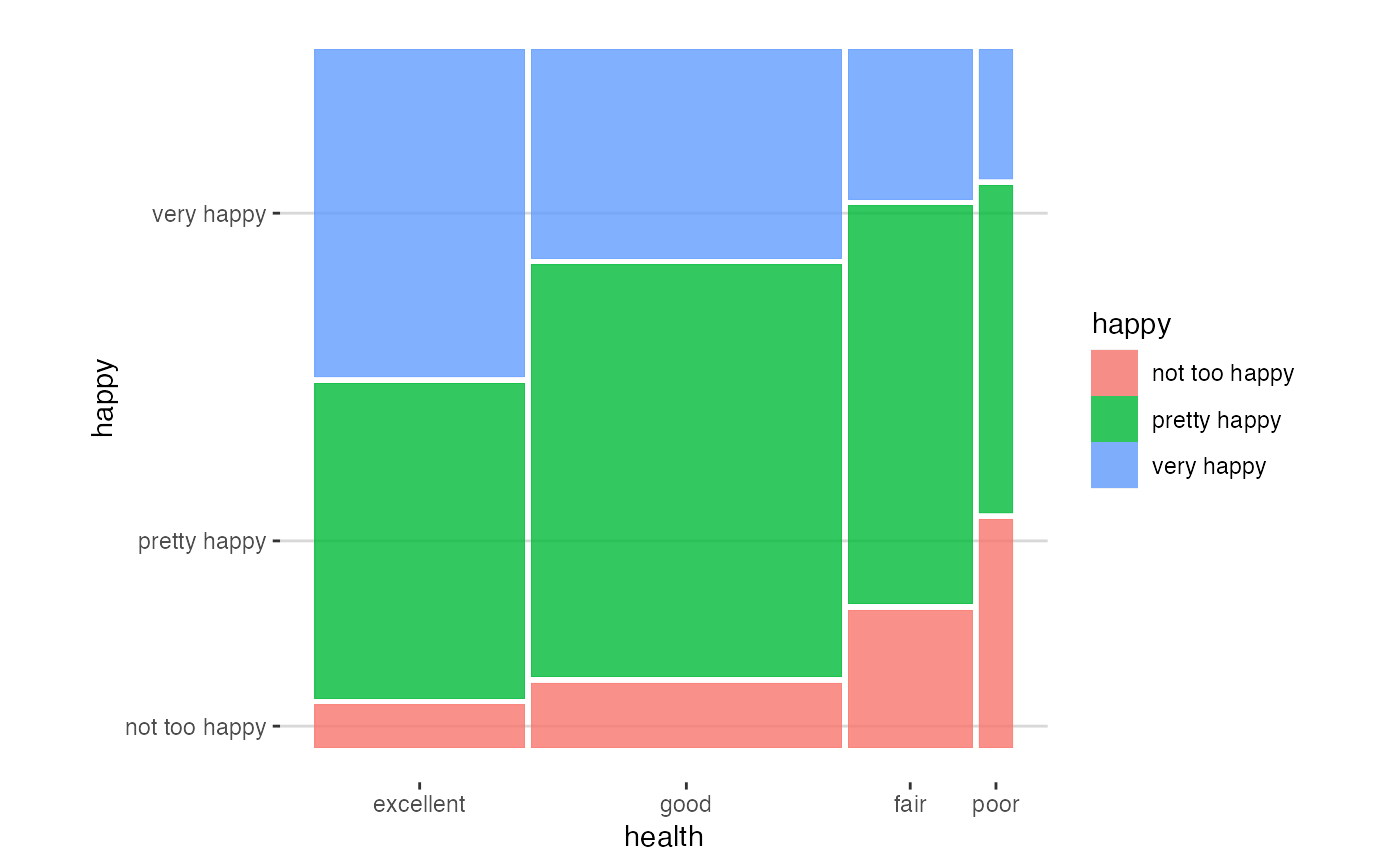 very happy
pretty happy
not too happy
happy
excellent
good
fair
poor
health
happy
not too happy
pretty happy
very happy